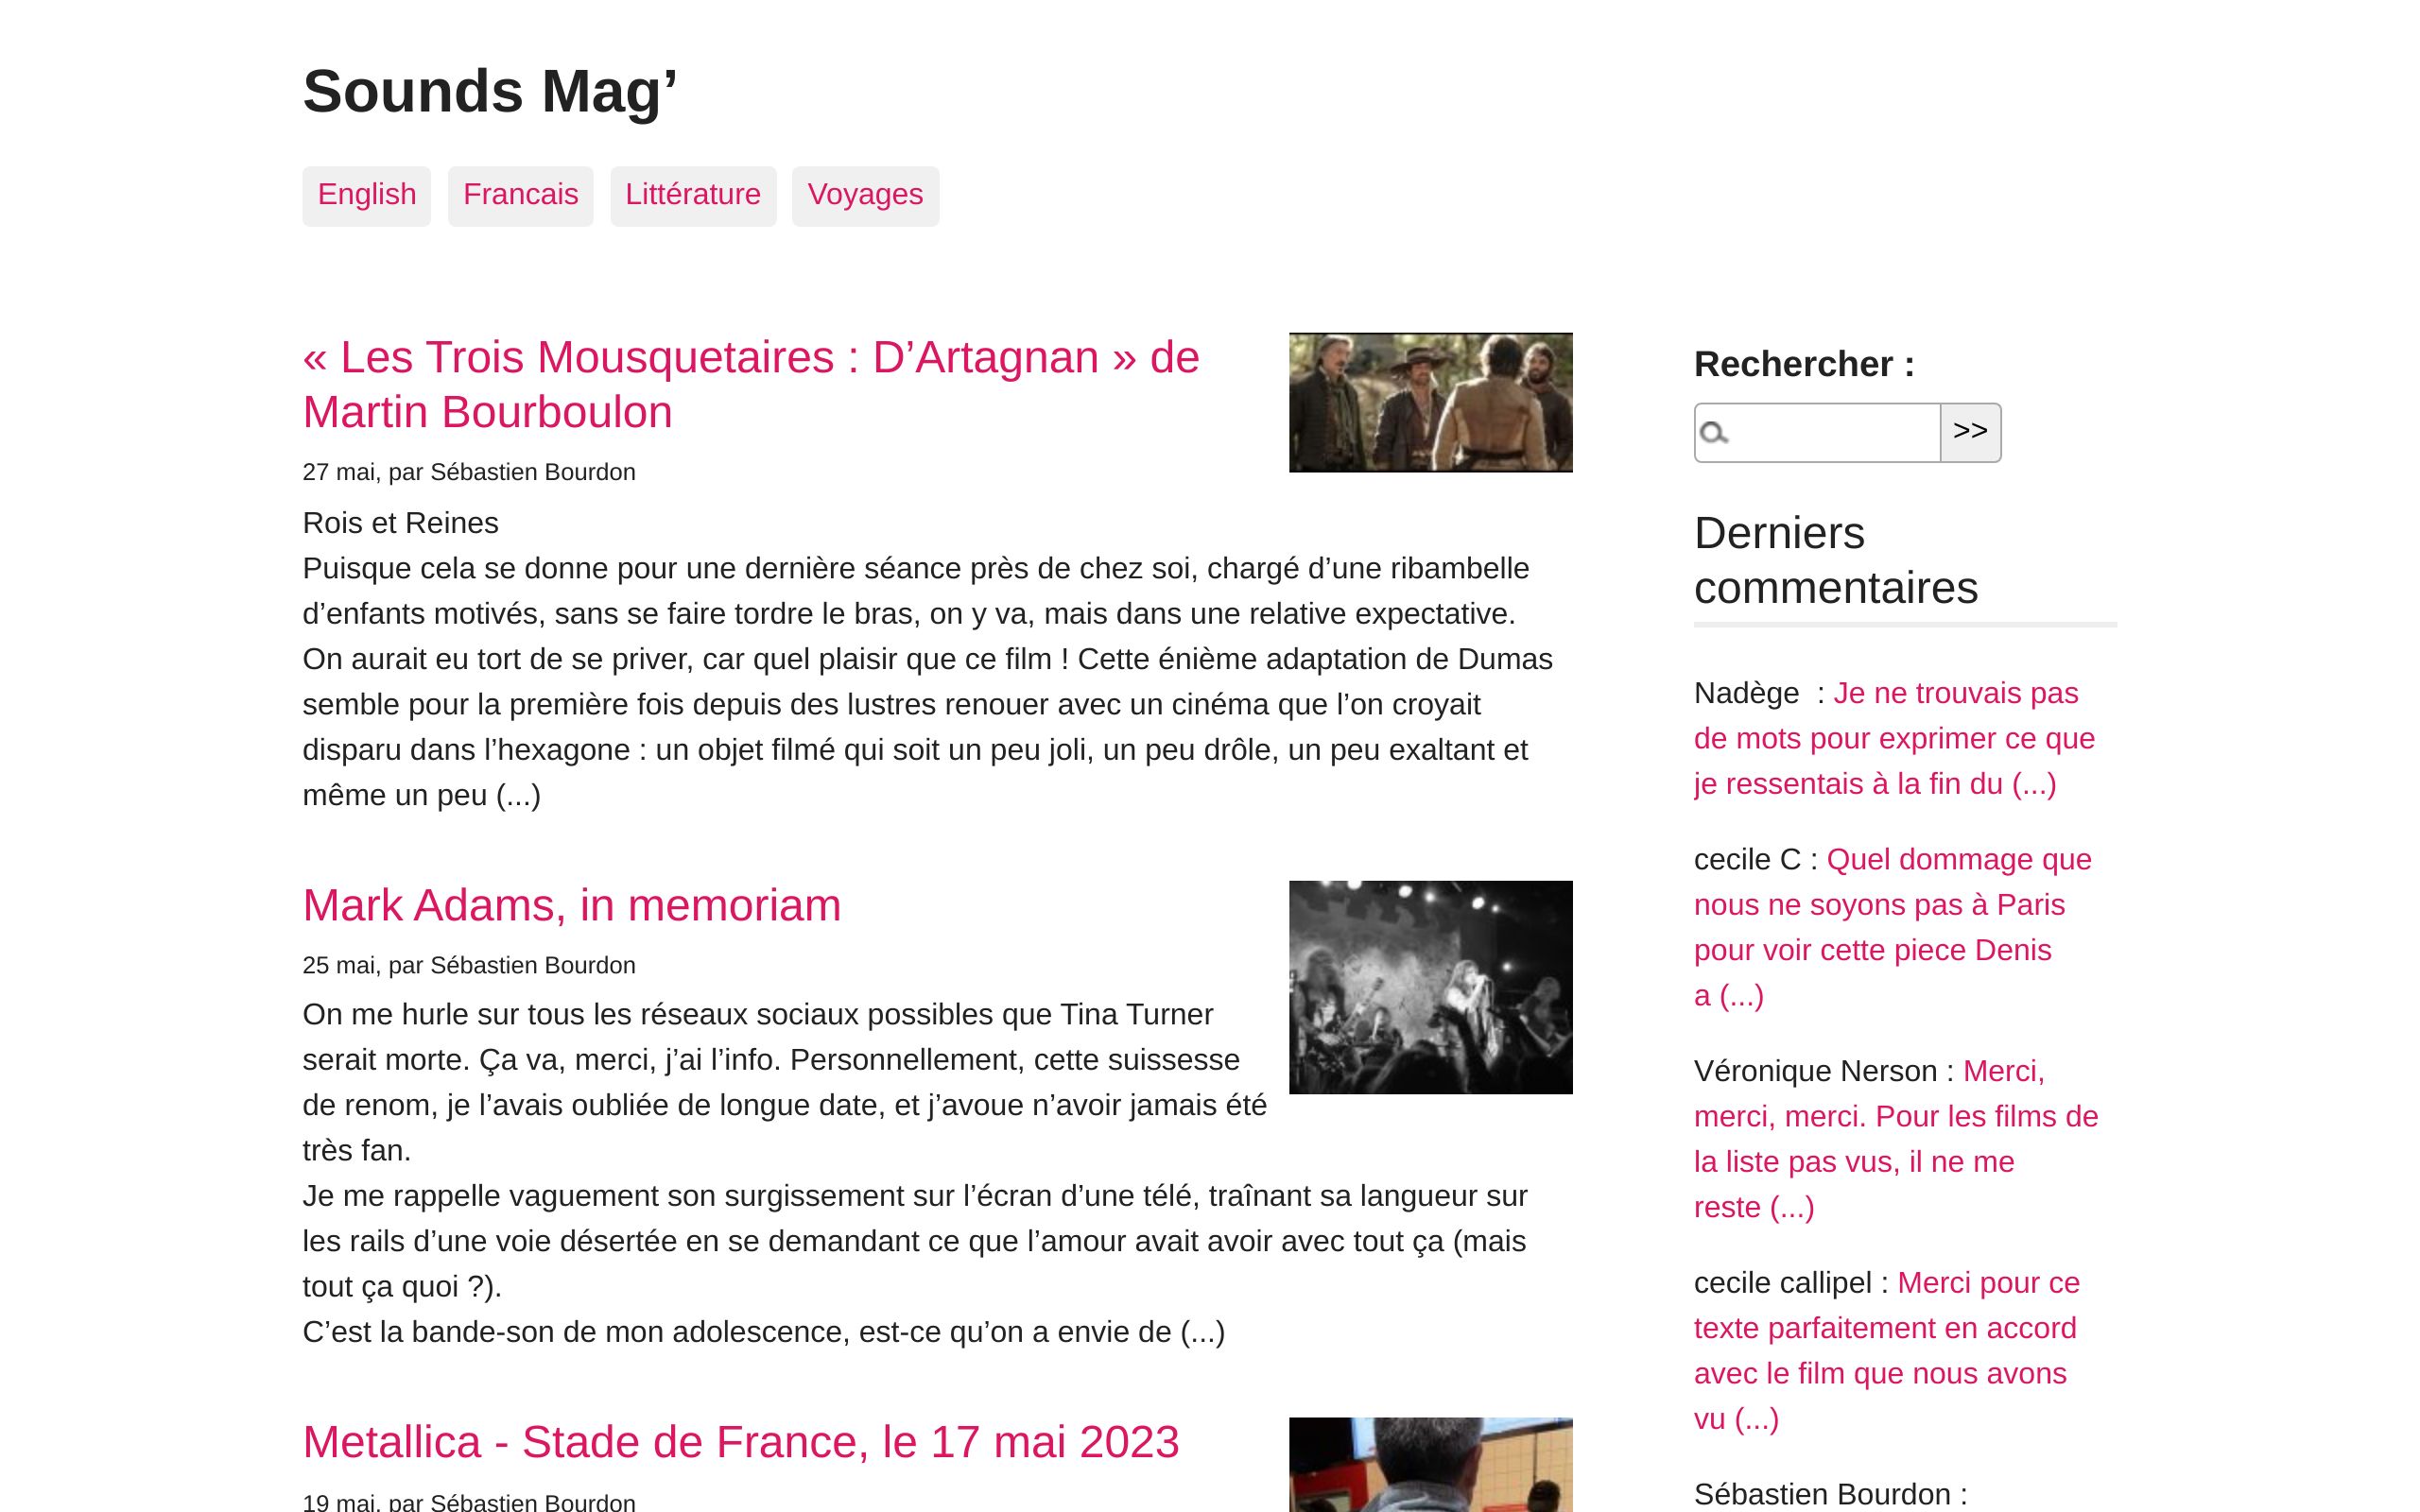 Sounds Mag’
English
Francais
Littérature
Voyages
« Les Trois Mousquetaires : D’Artagnan » de
Martin Bourboulon
27 mai, par Sébastien Bourdon
Rois et Reines
Puisque cela se donne pour une dernière séance près de chez soi, chargé d’une ribambelle
d’enfants motivés, sans se faire tordre le bras, on y va, mais dans une relative expectative.
On aurait eu tort de se priver, car quel plaisir que ce film ! Cette énième adaptation de Dumas
semble pour la première fois depuis des lustres renouer avec un cinéma que l’on croyait
disparu dans l’hexagone : un objet filmé qui soit un peu joli, un peu drôle, un peu exaltant et
même un peu (...)
Mark Adams, in memoriam
25 mai, par Sébastien Bourdon
On me hurle sur tous les réseaux sociaux possibles que Tina Turner
serait morte. Ça va, merci, j’ai l’info. Personnellement, cette suissesse
de renom, je l’avais oubliée de longue date, et j’avoue n’avoir jamais été
très fan.
Je me rappelle vaguement son surgissement sur l’écran d’une télé, traînant sa langueur sur
les rails d’une voie désertée en se demandant ce que l’amour avait avoir avec tout ça (mais
tout ça quoi ?).
C’est la bande-son de mon adolescence, est-ce qu’on a envie de (...)
Metallica - Stade de France, le 17 mai 2023
19 mai, par Sébastien Bourdon
Rechercher :
>>
Derniers
commentaires
Nadège  : Je ne trouvais pas
de mots pour exprimer ce que
je ressentais à la fin du (...)
cecile C : Quel dommage que
nous ne soyons pas à Paris
pour voir cette piece Denis
a (...)
Véronique Nerson : Merci,
merci, merci. Pour les films de
la liste pas vus, il ne me
reste (...)
cecile callipel : Merci pour ce
texte parfaitement en accord
avec le film que nous avons
vu (...)
Sébastien Bourdon :